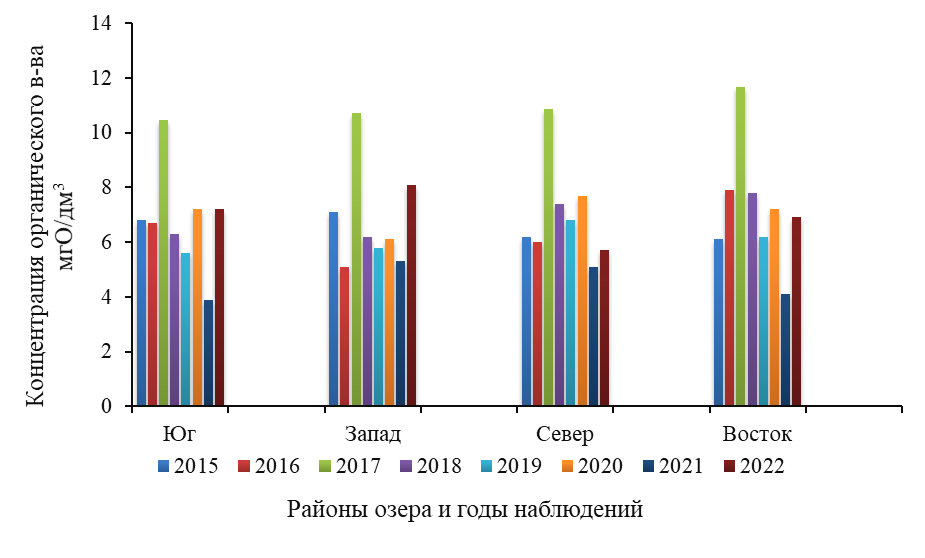 Концентрация органического в-ва
мгО/дм³
14
12
10
8
6
4
2
0
Юг Запад Север Восток
2015 2016 2017 2018 2019 2020 2021 2022
Районы озера и годы наблюдений